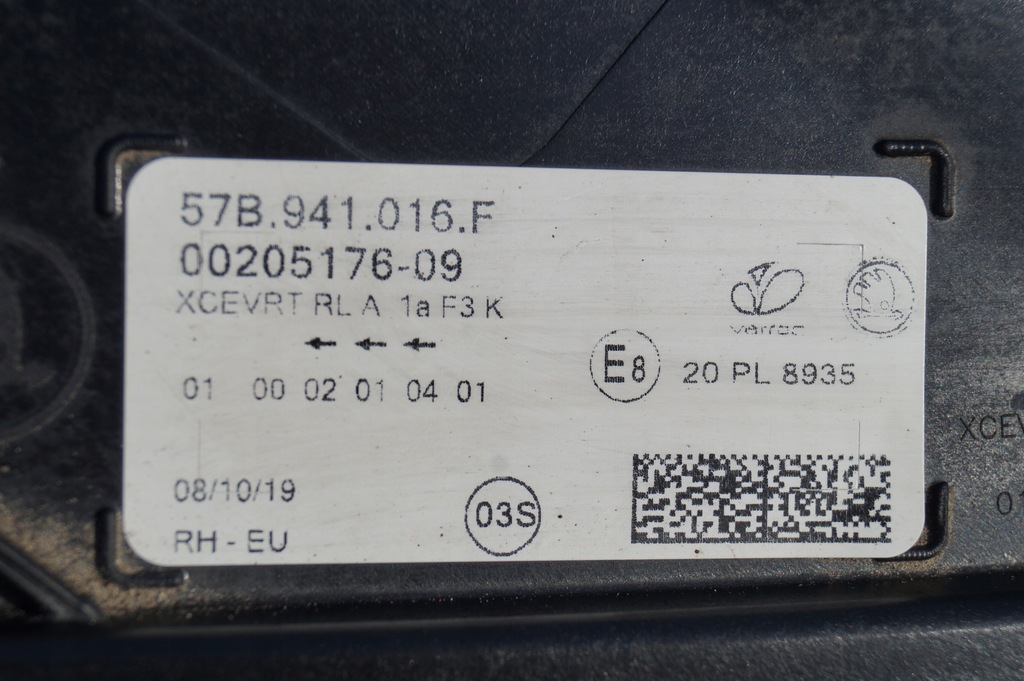 57B.941.016.F
00205176-09
XCEVRT RL A 1a F3 K
← ← ←
01 00 02 01 04 01
varroc
E8 20 PL 8935
08/10/19
RH - EU
03S
XCEV
01